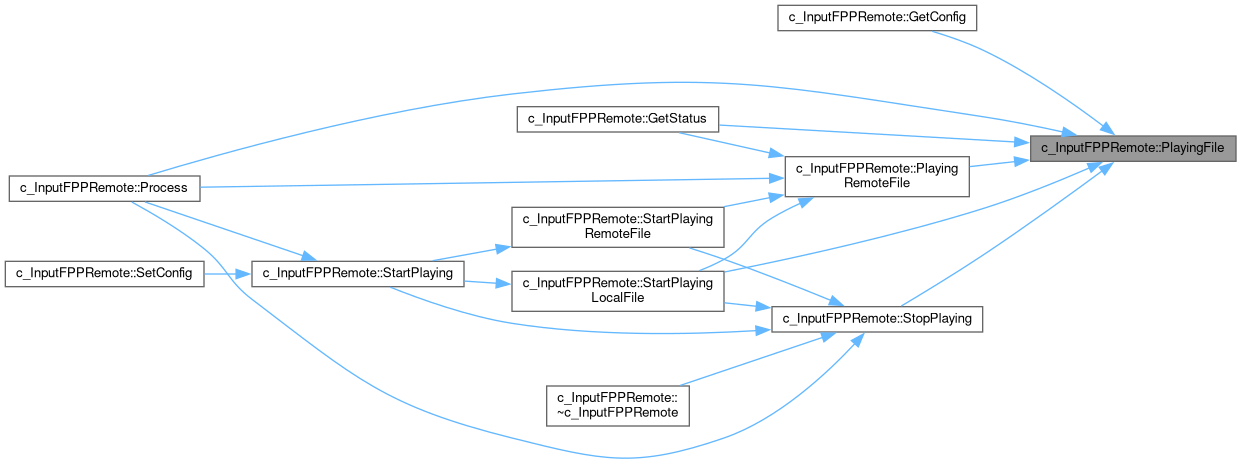 c_InputFPPRemote::GetConfig
c_InputFPPRemote::GetStatus
c_InputFPPRemote::PlayingFile
c_InputFPPRemote::Playing
RemoteFile
c_InputFPPRemote::Process
c_InputFPPRemote::StartPlaying
RemoteFile
c_InputFPPRemote::SetConfig
c_InputFPPRemote::StartPlaying
c_InputFPPRemote::StartPlaying
LocalFile
c_InputFPPRemote::StopPlaying
c_InputFPPRemote::
~c_InputFPPRemote